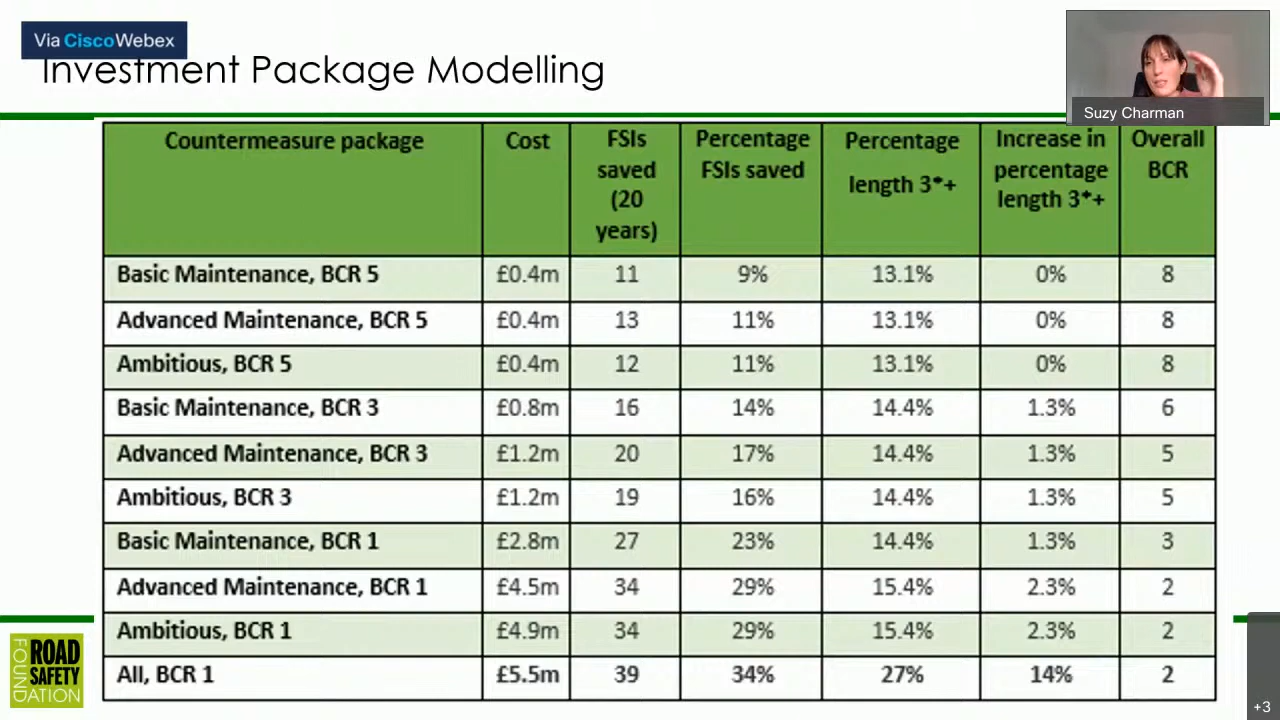 Via Cisco Webex
Investment Package Modelling
Suzy Charman
Countermeasure package
Cost
FSIs
saved
(20
years)
Percentage
FSIs saved
Percentage
length 3*+
Increase in
percentage
length 3*+
Overall
BCR
Basic Maintenance, BCR 5 £0.4m 11 9% 13.1% 0% 8
Advanced Maintenance, BCR 5 £0.4m 13 11% 13.1% 0% 8
Ambitious, BCR 5 £0.4m 12 11% 13.1% 0% 8
Basic Maintenance, BCR 3 £0.8m 16 14% 14.4% 1.3% 6
Advanced Maintenance, BCR 3 £1.2m 20 17% 14.4% 1.3% 5
Ambitious, BCR 3 £1.2m 19 16% 14.4% 1.3% 5
Basic Maintenance, BCR 1 £2.8m 27 23% 14.4% 1.3% 3
Advanced Maintenance, BCR 1 £4.5m 34 29% 15.4% 2.3% 2
Ambitious, BCR 1 £4.9m 34 29% 15.4% 2.3% 2
All, BCR 1 £5.5m 39 34% 27% 14% 2
ROAD
SAFETY
FOUNDATION
+3